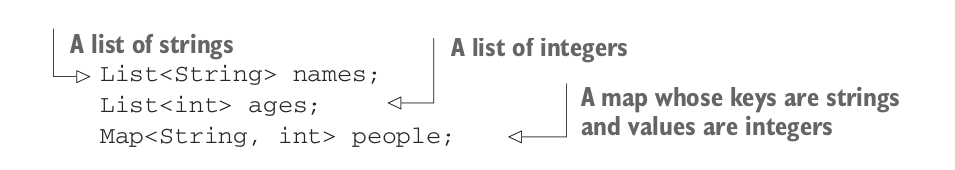 A list of strings
List<String> names;
A list of integers
List<int> ages;
Map<String, int> people;
A map whose keys are strings
and values are integers